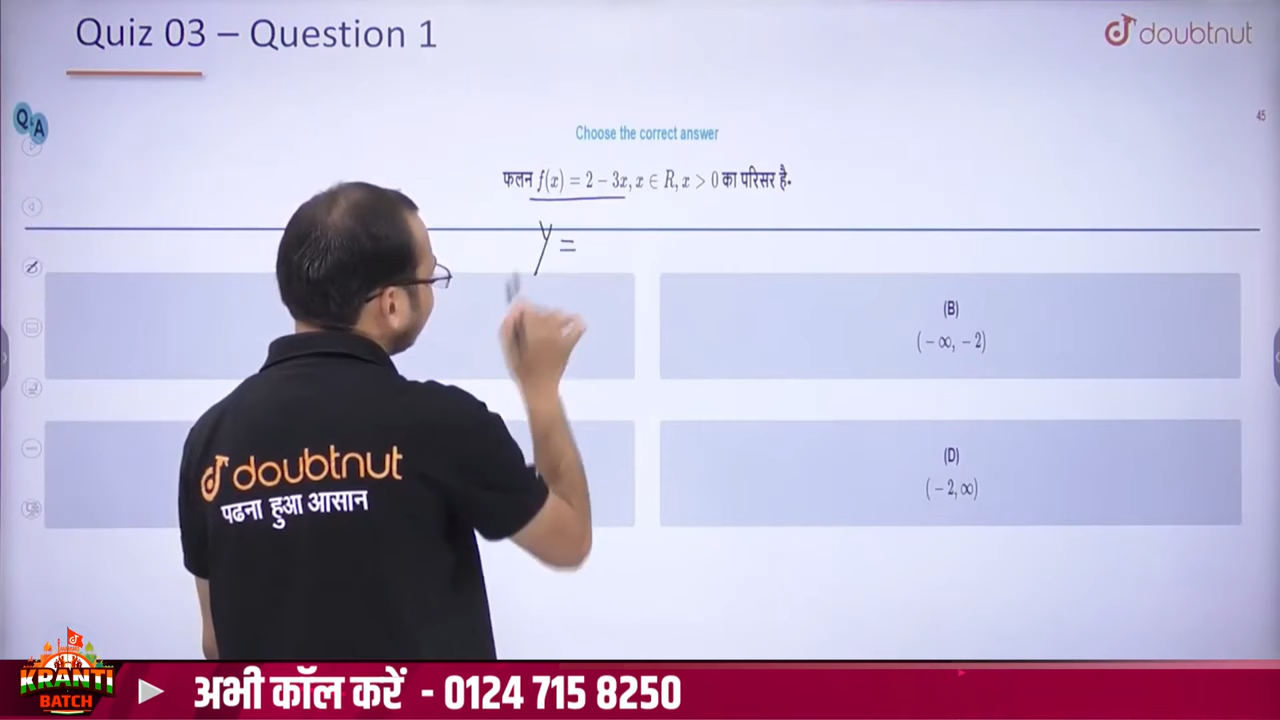 Quiz 03 – Question 1
doubtnut
Q&A
45
Choose the correct answer
फलन f(x) = 2 – 3x, x ∈ R, x > 0 का परिसर है.
y =
(B)
(-∞, -2)
(D)
(-2, ∞)
doubtnut
पढना हुआ आसान
KRANTI
BATCH
अभी कॉल करें - 0124 715 8250